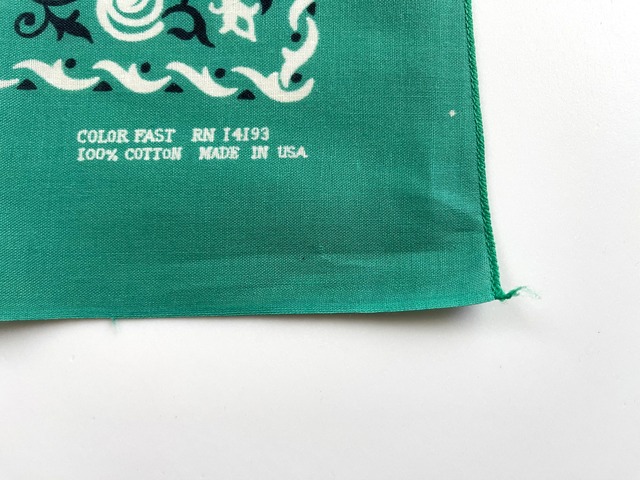 COLOR FAST RN 14193
100% COTTON MADE IN USA